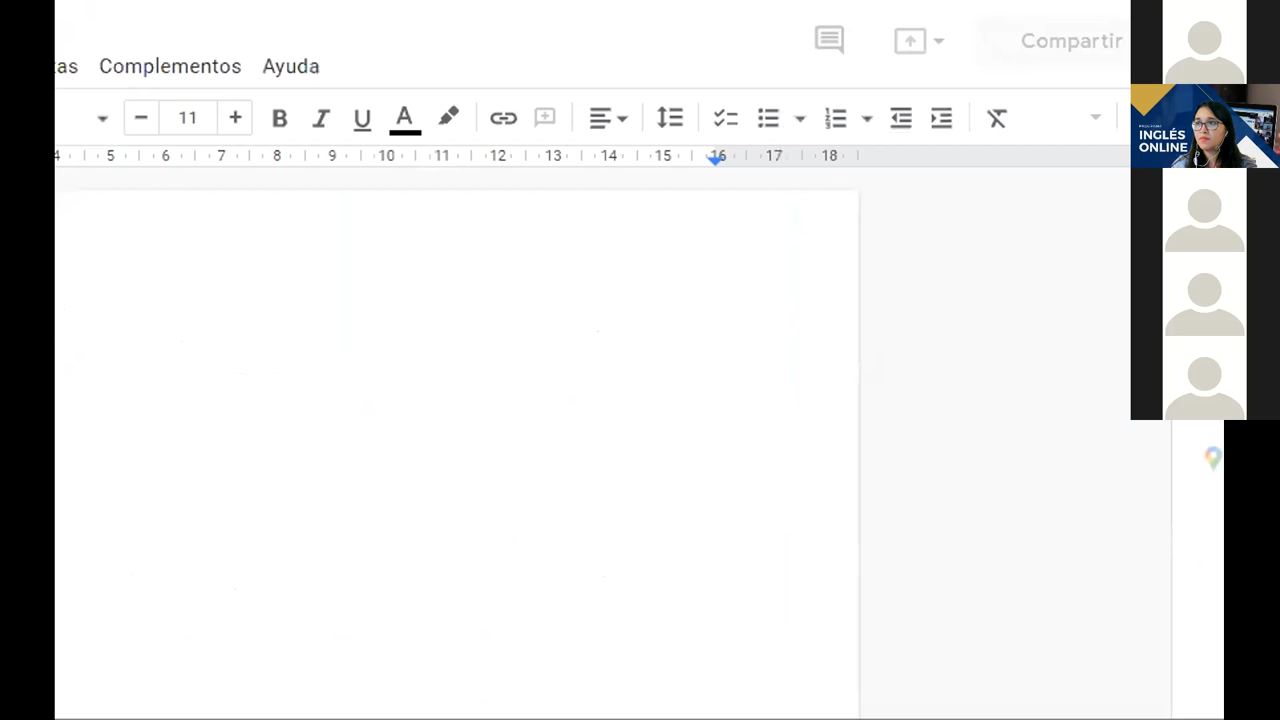 Compartir
tas Complementos Ayuda
11 B I U A
4 5 6 7 8 9 10 11 12 13 14 15 16 17 18
INGLÉS
ONLINE